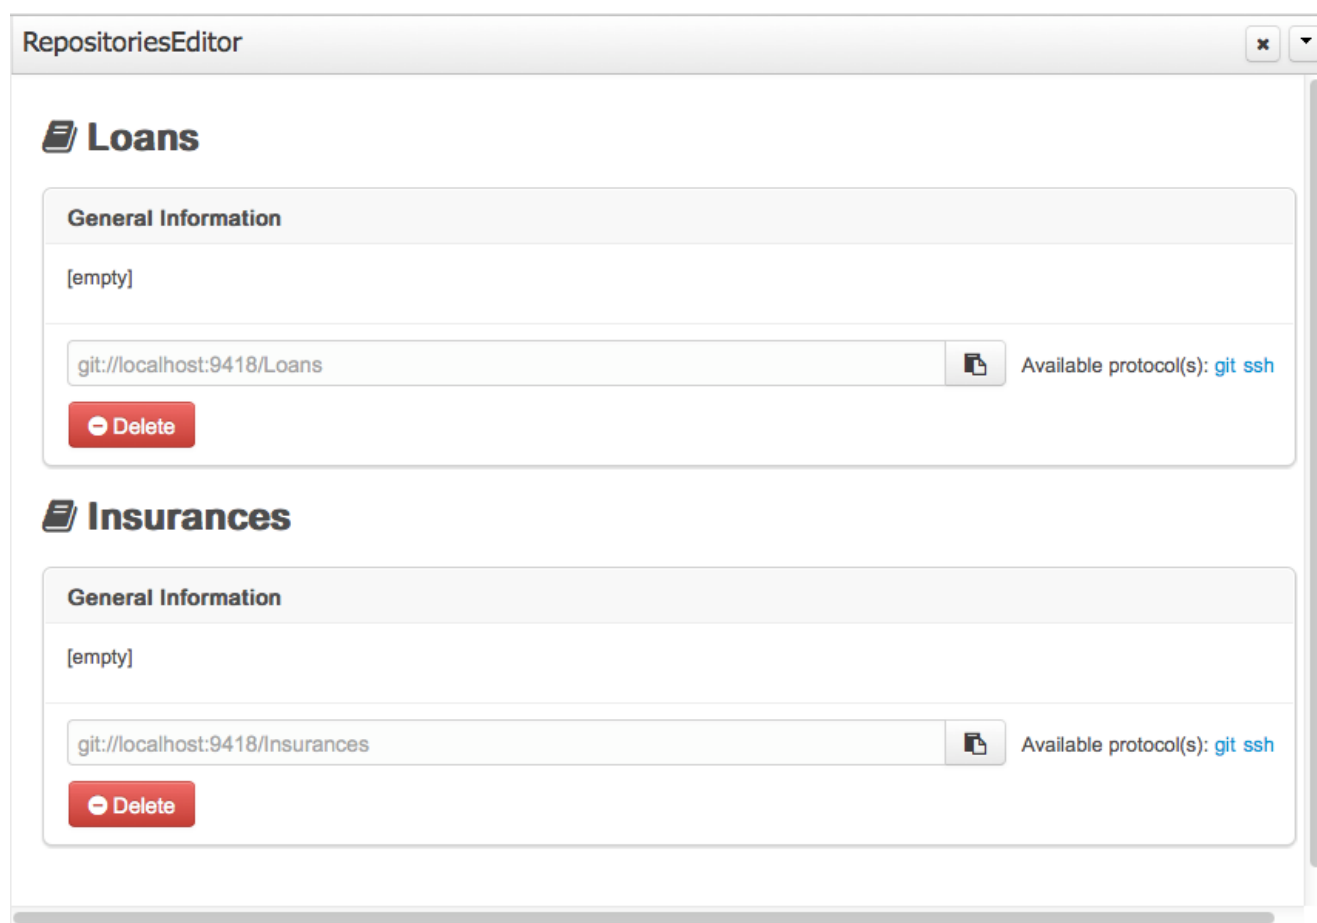 RepositoriesEditor
Loans
General Information
[empty]
git://localhost:9418/Loans
Available protocol(s): git ssh
Delete
Insurances
General Information
[empty]
git://localhost:9418/Insurances
Available protocol(s): git ssh
Delete